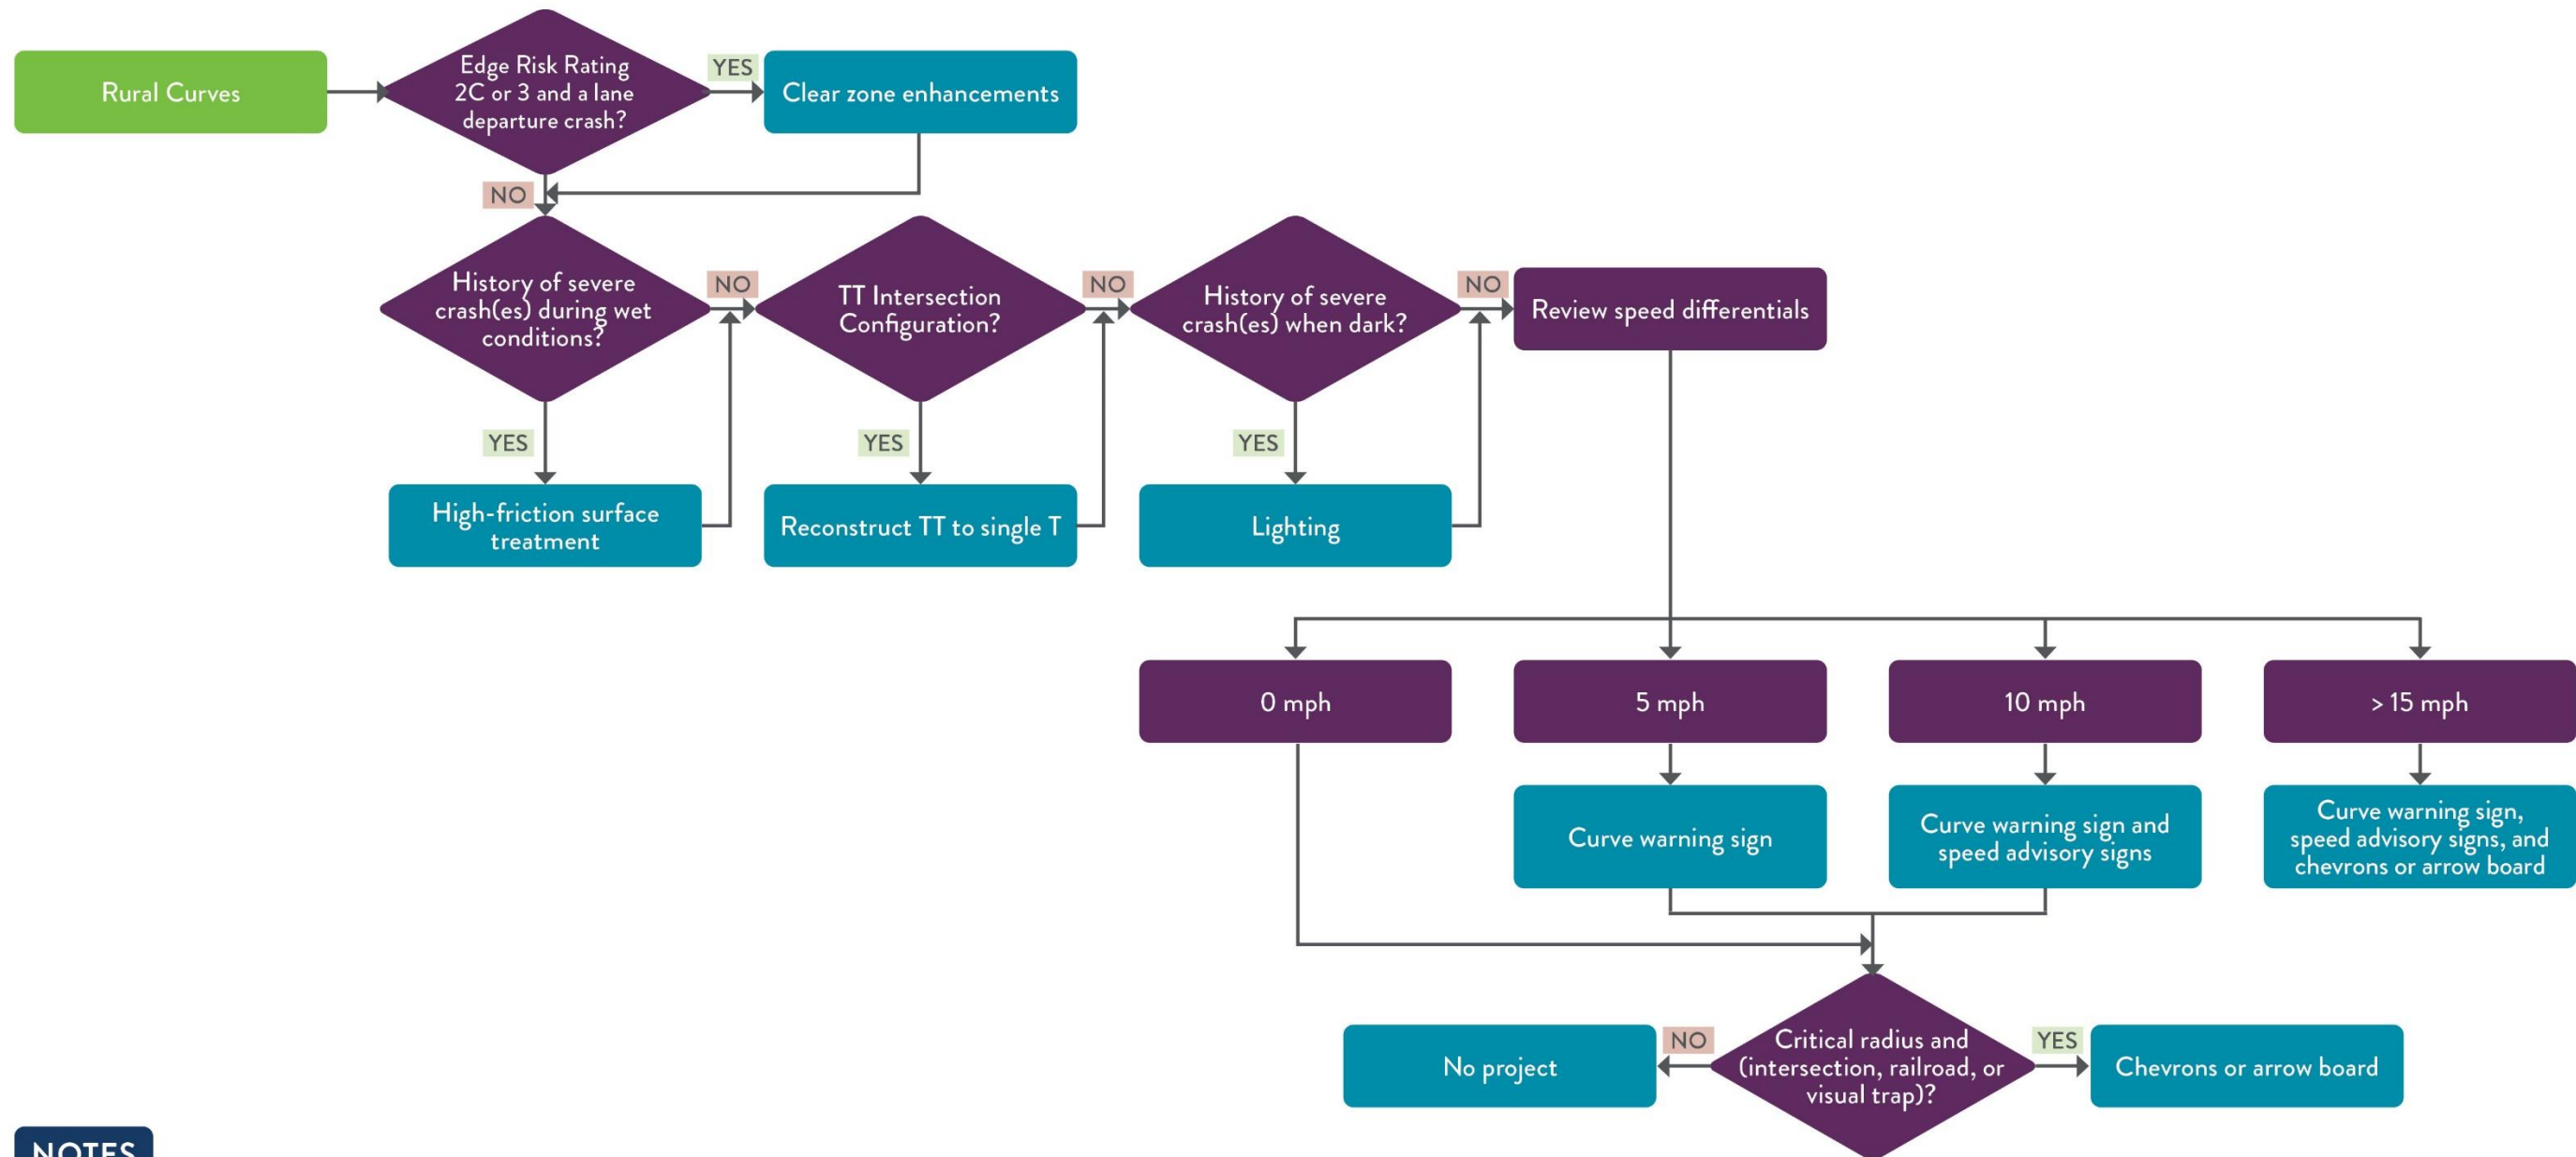 Rural Curves
Edge Risk Rating
2C or 3 and a lane
departure crash?
YES
Clear zone enhancements
NO
History of severe
crash(es) during wet
conditions?
NO
TT Intersection
Configuration?
NO
History of severe
crash(es) when dark?
NO
Review speed differentials
YES
YES
YES
High-friction surface
treatment
Reconstruct TT to single T
Lighting
0 mph
5 mph
10 mph
> 15 mph
Curve warning sign
Curve warning sign and
speed advisory signs
Curve warning sign,
speed advisory signs, and
chevrons or arrow board
No project
NO
Critical radius and
(intersection, railroad, or
visual trap)?
YES
Chevrons or arrow board
NOTES